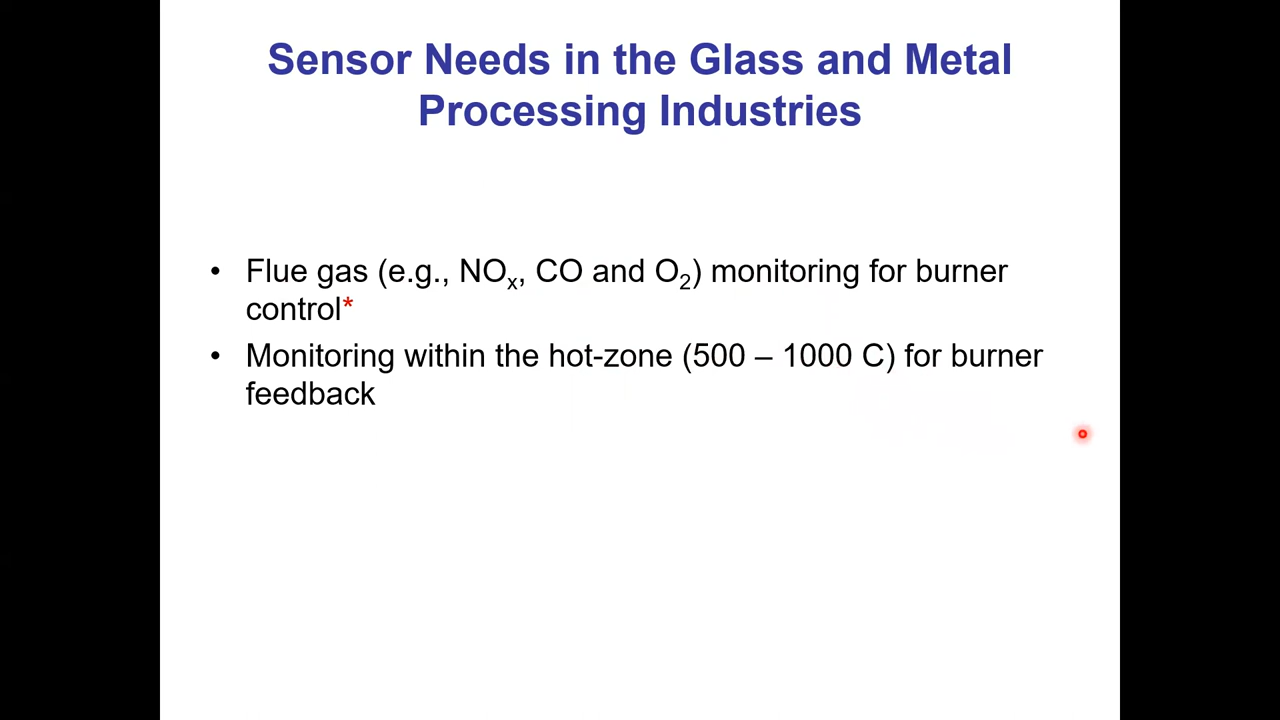 Sensor Needs in the Glass and Metal
Processing Industries
• Flue gas (e.g., NOₓ, CO and O₂) monitoring for burner
control*
• Monitoring within the hot-zone (500 – 1000 C) for burner
feedback